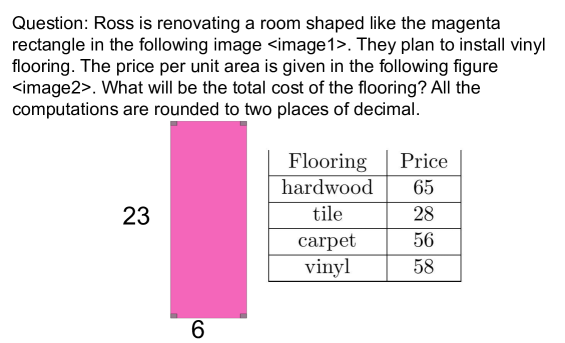 Question: Ross is renovating a room shaped like the magenta
rectangle in the following image <image1>. They plan to install vinyl
flooring. The price per unit area is given in the following figure
<image2>. What will be the total cost of the flooring? All the
computations are rounded to two places of decimal.
Flooring Price
hardwood 65
tile 28
carpet 56
vinyl 58
23
6